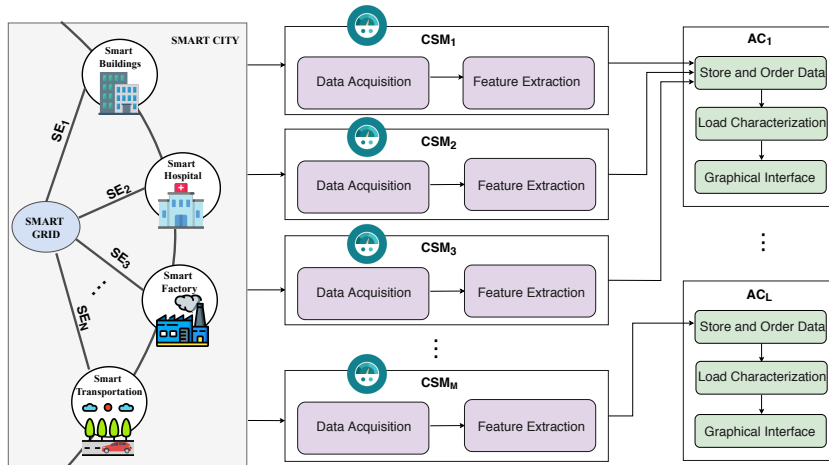 SMART CITY
Smart
Buildings
SE1
SE2
Smart
Hospital
SMART
GRID
SE3
...
SEN
Smart
Factory
Smart
Transportation
CSM1
Data Acquisition
Feature Extraction
CSM2
Data Acquisition
Feature Extraction
CSM3
Data Acquisition
Feature Extraction
...
CSMM
Data Acquisition
Feature Extraction
AC1
Store and Order Data
Load Characterization
Graphical Interface
...
ACL
Store and Order Data
Load Characterization
Graphical Interface